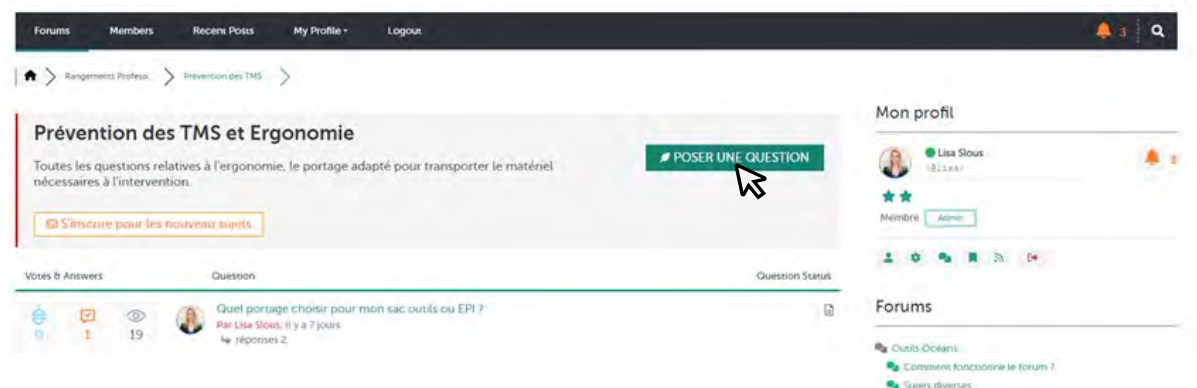 Forums Members Recent Posts My Profile Logout 3
Rangements Professi. Prevention des TMS
Prévention des TMS et Ergonomie
Toutes les questions relatives à l'ergonomie, le portage adapté pour transporter le matériel
nécessaires à l'intervention.
POSER UNE QUESTION
S'inscrire pour les nouveau sujets
Votes & Answers Question Question Status
0 1 19
Quel portage choisir pour mon sac outils ou EPI ?
Par Lisa Slous, Il y a 7 jours
réponses 2
Mon profil
Lisa Slous
3
Membre Admin
Forums
Outils Océans
Comment fonctionne le forum ?
Sujets diverses